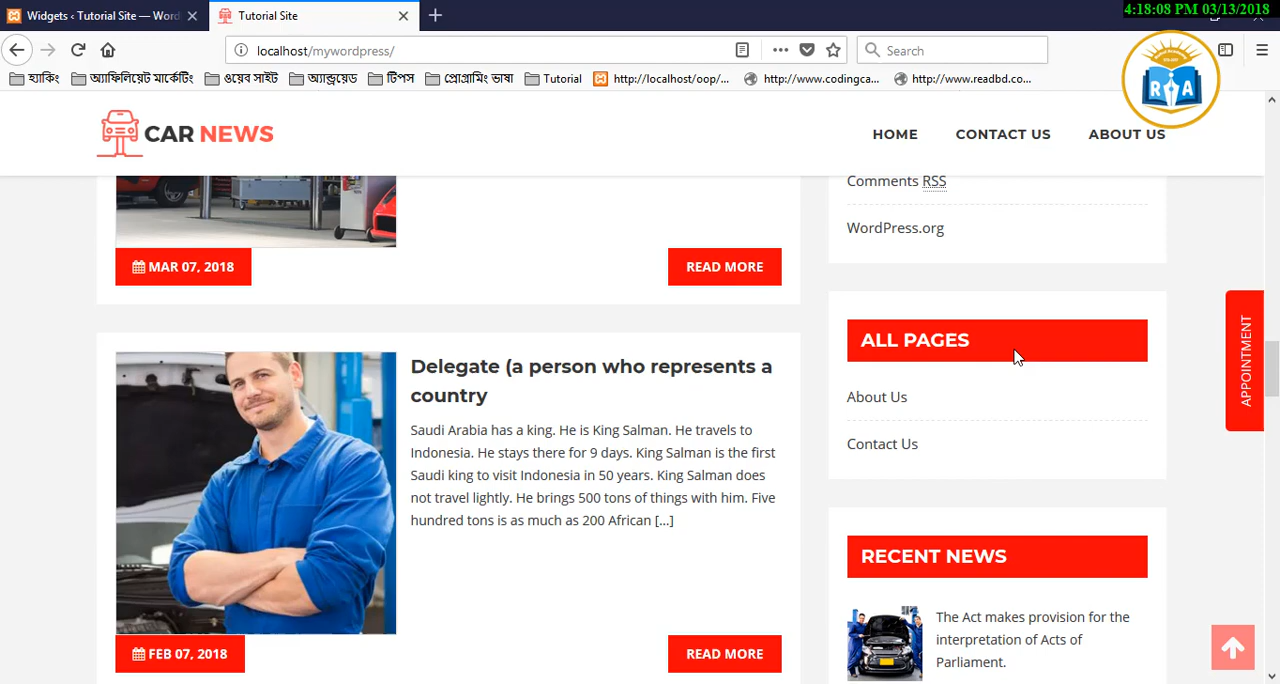 Widgets ‹ Tutorial Site — Word
Tutorial Site
4:18:08 PM 03/13/2018
localhost/mywordpress/
Search
হ্যাকিং
অ্যাফিলিয়েট মার্কেটিং
ওয়েব সাইট
অ্যান্ড্রয়েড
টিপস
প্রোগ্রামিং ভাষা
Tutorial
http://localhost/oop/...
http://www.codingca...
http://www.readbd.co...
R A
CAR NEWS
HOME
CONTACT US
ABOUT US
Comments RSS
WordPress.org
MAR 07, 2018
READ MORE
ALL PAGES
About Us
Contact Us
APPOINTMENT
Delegate (a person who represents a
country
Saudi Arabia has a king. He is King Salman. He travels to
Indonesia. He stays there for 9 days. King Salman is the first
Saudi king to visit Indonesia in 50 years. King Salman does
not travel lightly. He brings 500 tons of things with him. Five
hundred tons is as much as 200 African [...]
FEB 07, 2018
READ MORE
RECENT NEWS
The Act makes provision for the
interpretation of Acts of
Parliament.